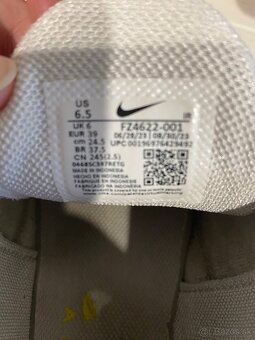 US
6.5
UK 6
EUR 39
cm 24.5
BR 37.5
CN 245(2.5)
FZ4622-001
06/28/23 08/30/23
UPC 00196976429492
MADE IN INDONESIA
HECHO EN INDONESIA
FABRIQUE EN INDONESIE
FABRICADO NA INDONESIA